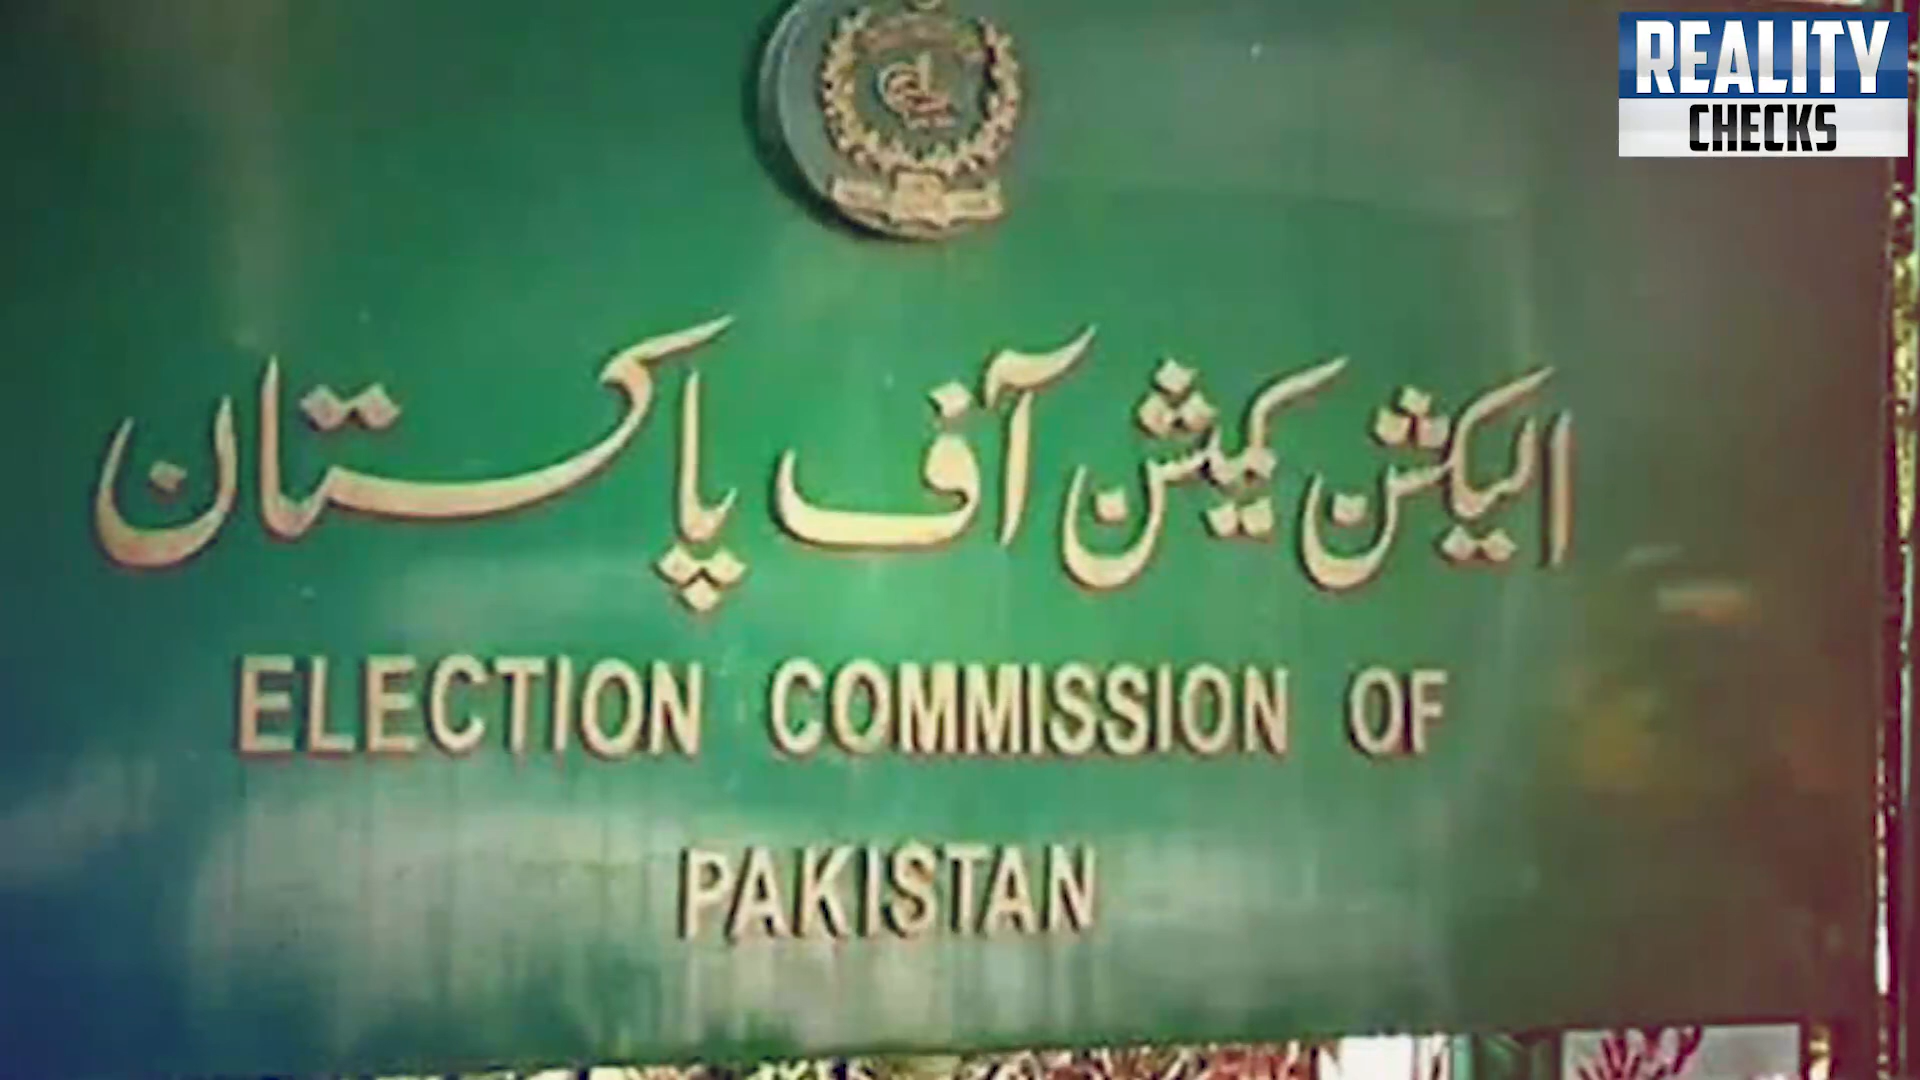 REALITY
CHECKS
الیکشن کمیشن آف پاکستان
ELECTION COMMISSION OF
PAKISTAN